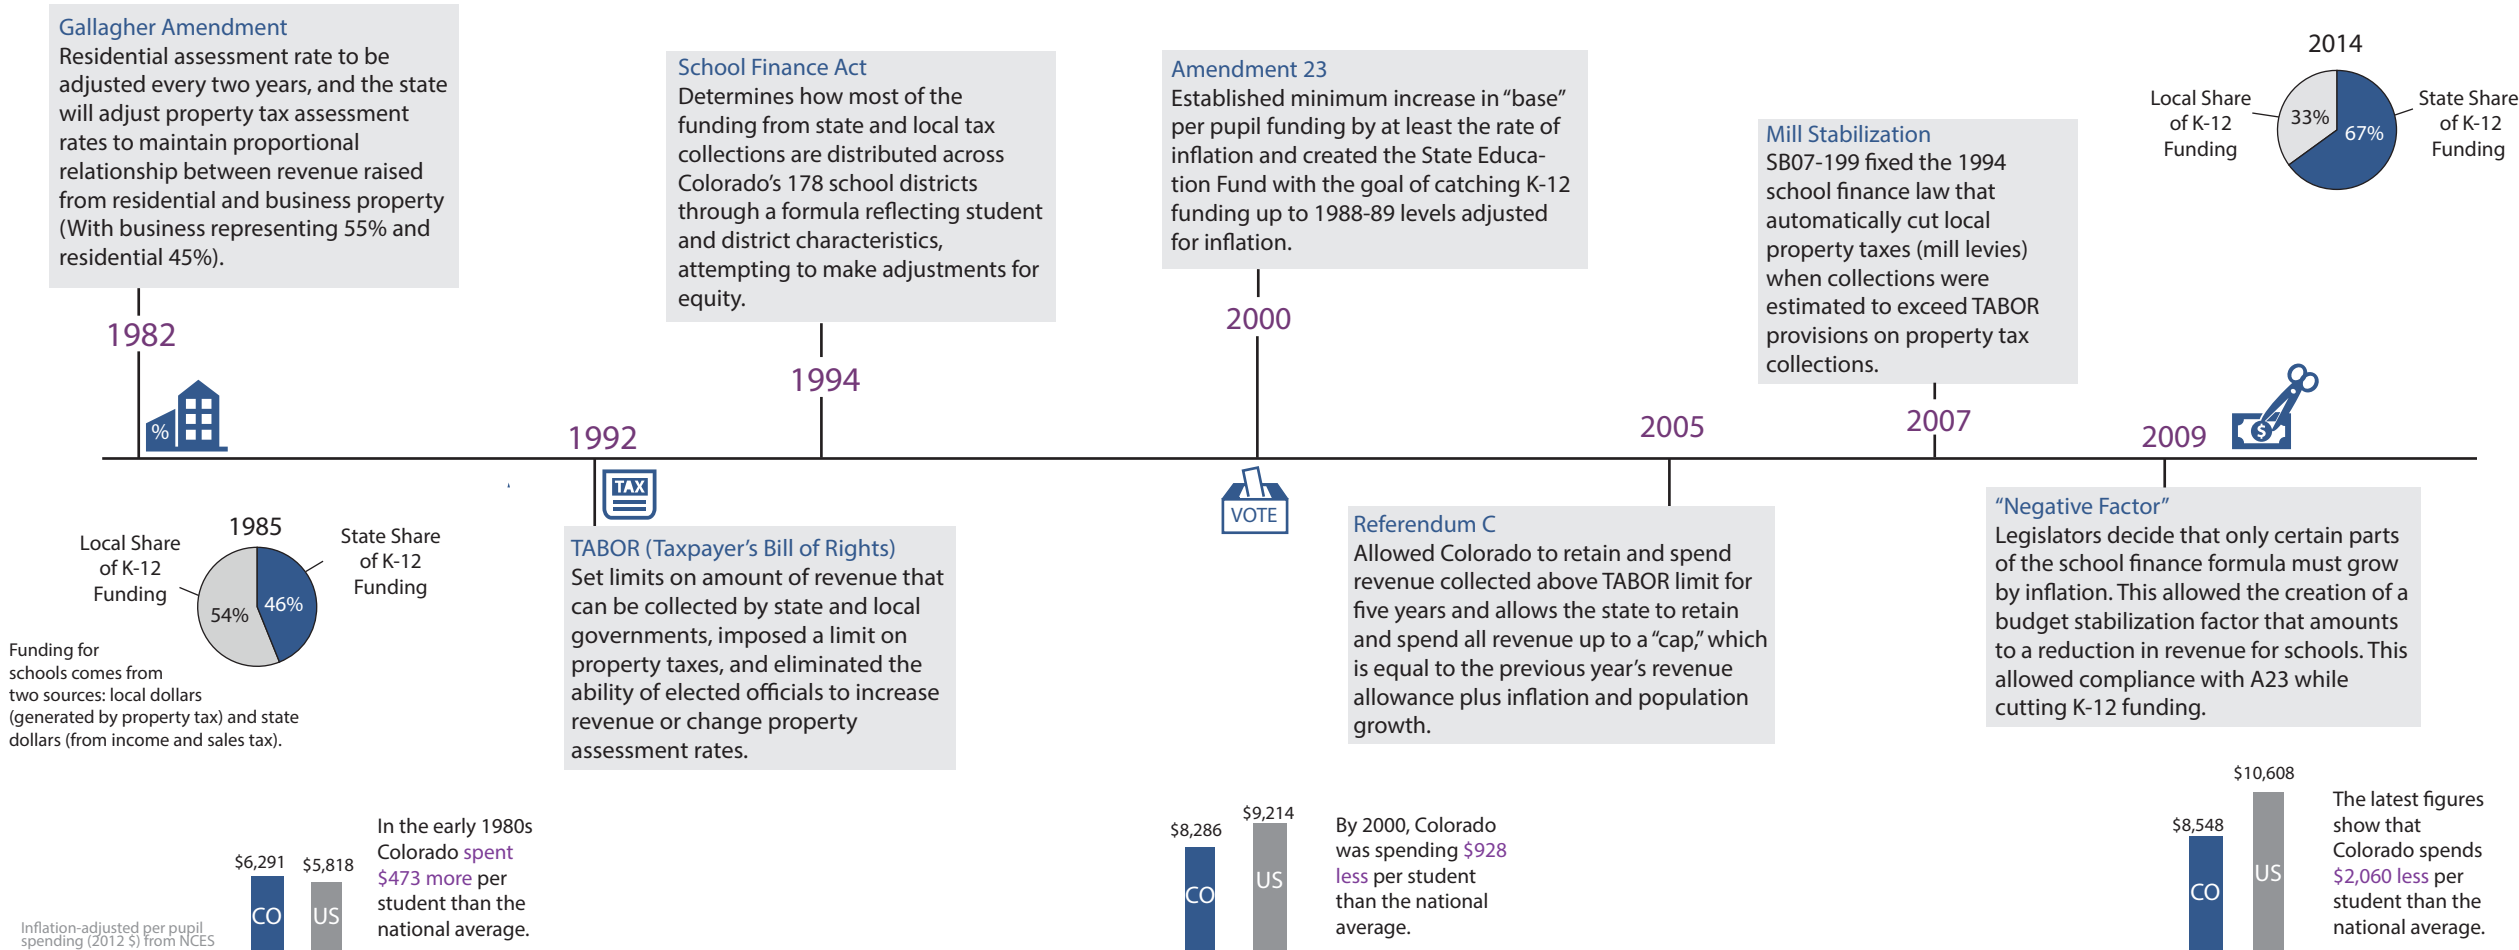 Gallagher Amendment
Residential assessment rate to be
adjusted every two years, and the state
will adjust property tax assessment
rates to maintain proportional
relationship between revenue raised
from residential and business property
(With business representing 55% and
residential 45%).
1982
%
School Finance Act
Determines how most of the
funding from state and local tax
collections are distributed across
Colorado’s 178 school districts
through a formula reflecting student
and district characteristics,
attempting to make adjustments for
equity.
1994
Amendment 23
Established minimum increase in “base”
per pupil funding by at least the rate of
inflation and created the State Educa-
tion Fund with the goal of catching K-12
funding up to 1988-89 levels adjusted
for inflation.
2000
Mill Stabilization
SB07-199 fixed the 1994
school finance law that
automatically cut local
property taxes (mill levies)
when collections were
estimated to exceed TABOR
provisions on property tax
collections.
2007
2014
Local Share
of K-12
Funding
33%
67%
State Share
of K-12
Funding
1992
TAX
TABOR (Taxpayer’s Bill of Rights)
Set limits on amount of revenue that
can be collected by state and local
governments, imposed a limit on
property taxes, and eliminated the
ability of elected officials to increase
revenue or change property
assessment rates.
VOTE
2005
Referendum C
Allowed Colorado to retain and spend
revenue collected above TABOR limit for
five years and allows the state to retain
and spend all revenue up to a “cap,” which
is equal to the previous year’s revenue
allowance plus inflation and population
growth.
2009
$
“Negative Factor”
Legislators decide that only certain parts
of the school finance formula must grow
by inflation. This allowed the creation of a
budget stabilization factor that amounts
to a reduction in revenue for schools. This
allowed compliance with A23 while
cutting K-12 funding.
1985
Local Share
of K-12
Funding
54%
46%
State Share
of K-12
Funding
Funding for
schools comes from
two sources: local dollars
(generated by property tax) and state
dollars (from income and sales tax).
$6,291
$5,818
CO
US
In the early 1980s
Colorado spent
$473 more per
student than the
national average.
Inflation-adjusted per pupil
spending (2012 $) from NCES
$8,286
$9,214
CO
US
By 2000, Colorado
was spending $928
less per student
than the national
average.
$8,548
$10,608
CO
US
The latest figures
show that
Colorado spends
$2,060 less per
student than the
national average.